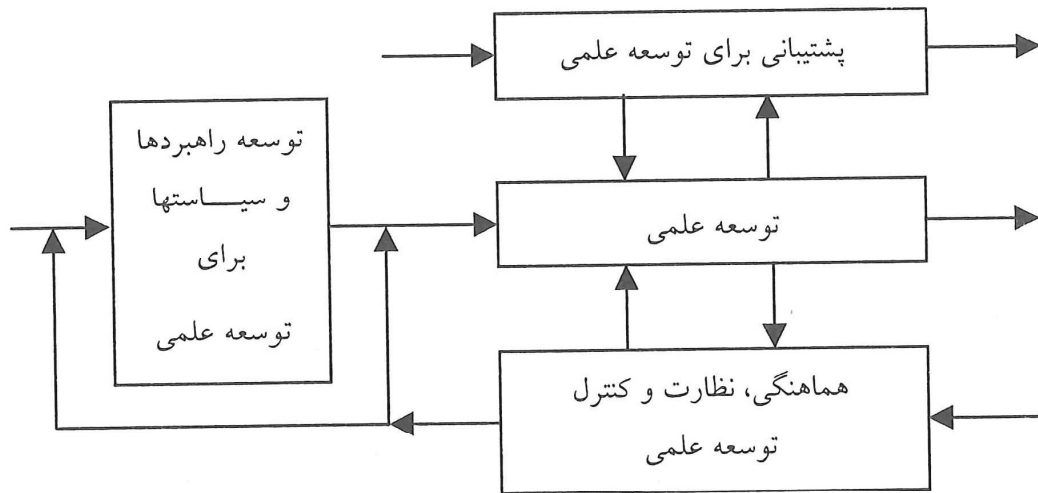 پشتیبانی برای توسعه علمی
توسعه راهبردها
و سیاستها
برای
توسعه علمی
توسعه علمی
هماهنگی، نظارت و کنترل
توسعه علمی